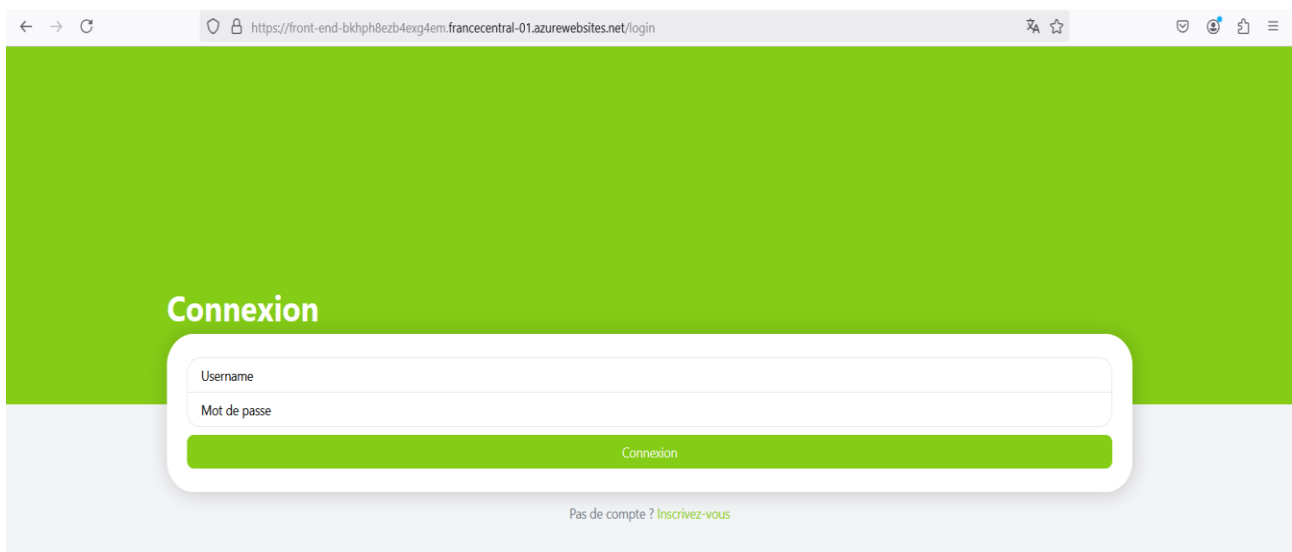 https://front-end-bkhph8ezb4exg4em.francecentral-01.azurewebsites.net/login
Connexion
Username
Mot de passe
Connexion
Pas de compte ? Inscrivez-vous